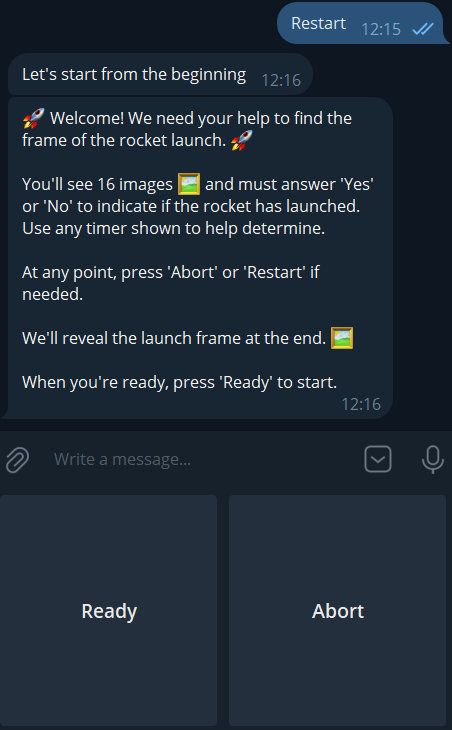 Restart 12:15
Let's start from the beginning 12:16
🚀 Welcome! We need your help to find the
frame of the rocket launch. 🚀
You'll see 16 images 🖼️ and must answer 'Yes'
or 'No' to indicate if the rocket has launched.
Use any timer shown to help determine.
At any point, press 'Abort' or 'Restart' if
needed.
We'll reveal the launch frame at the end. 🖼️
When you're ready, press 'Ready' to start.
12:16
Write a message...
Ready
Abort